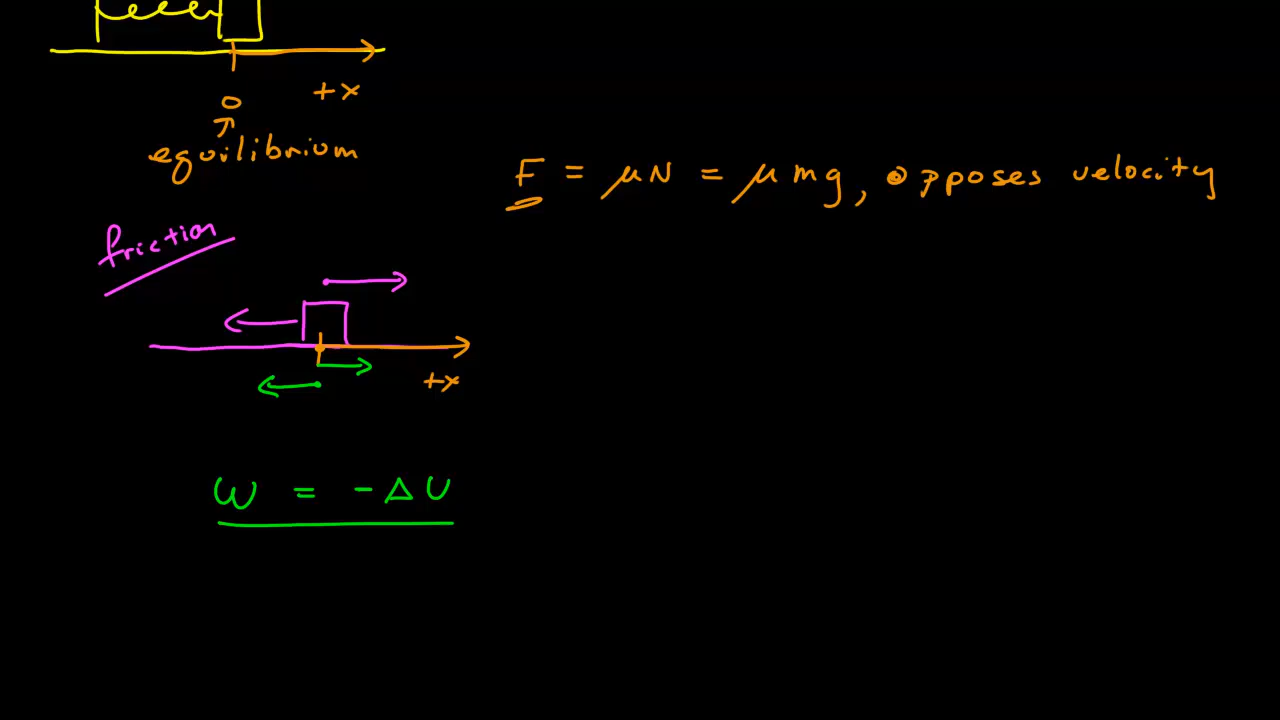 0
+x
equilibrium
F = μN = μmg, opposes velocity
friction
+x
W = -ΔU